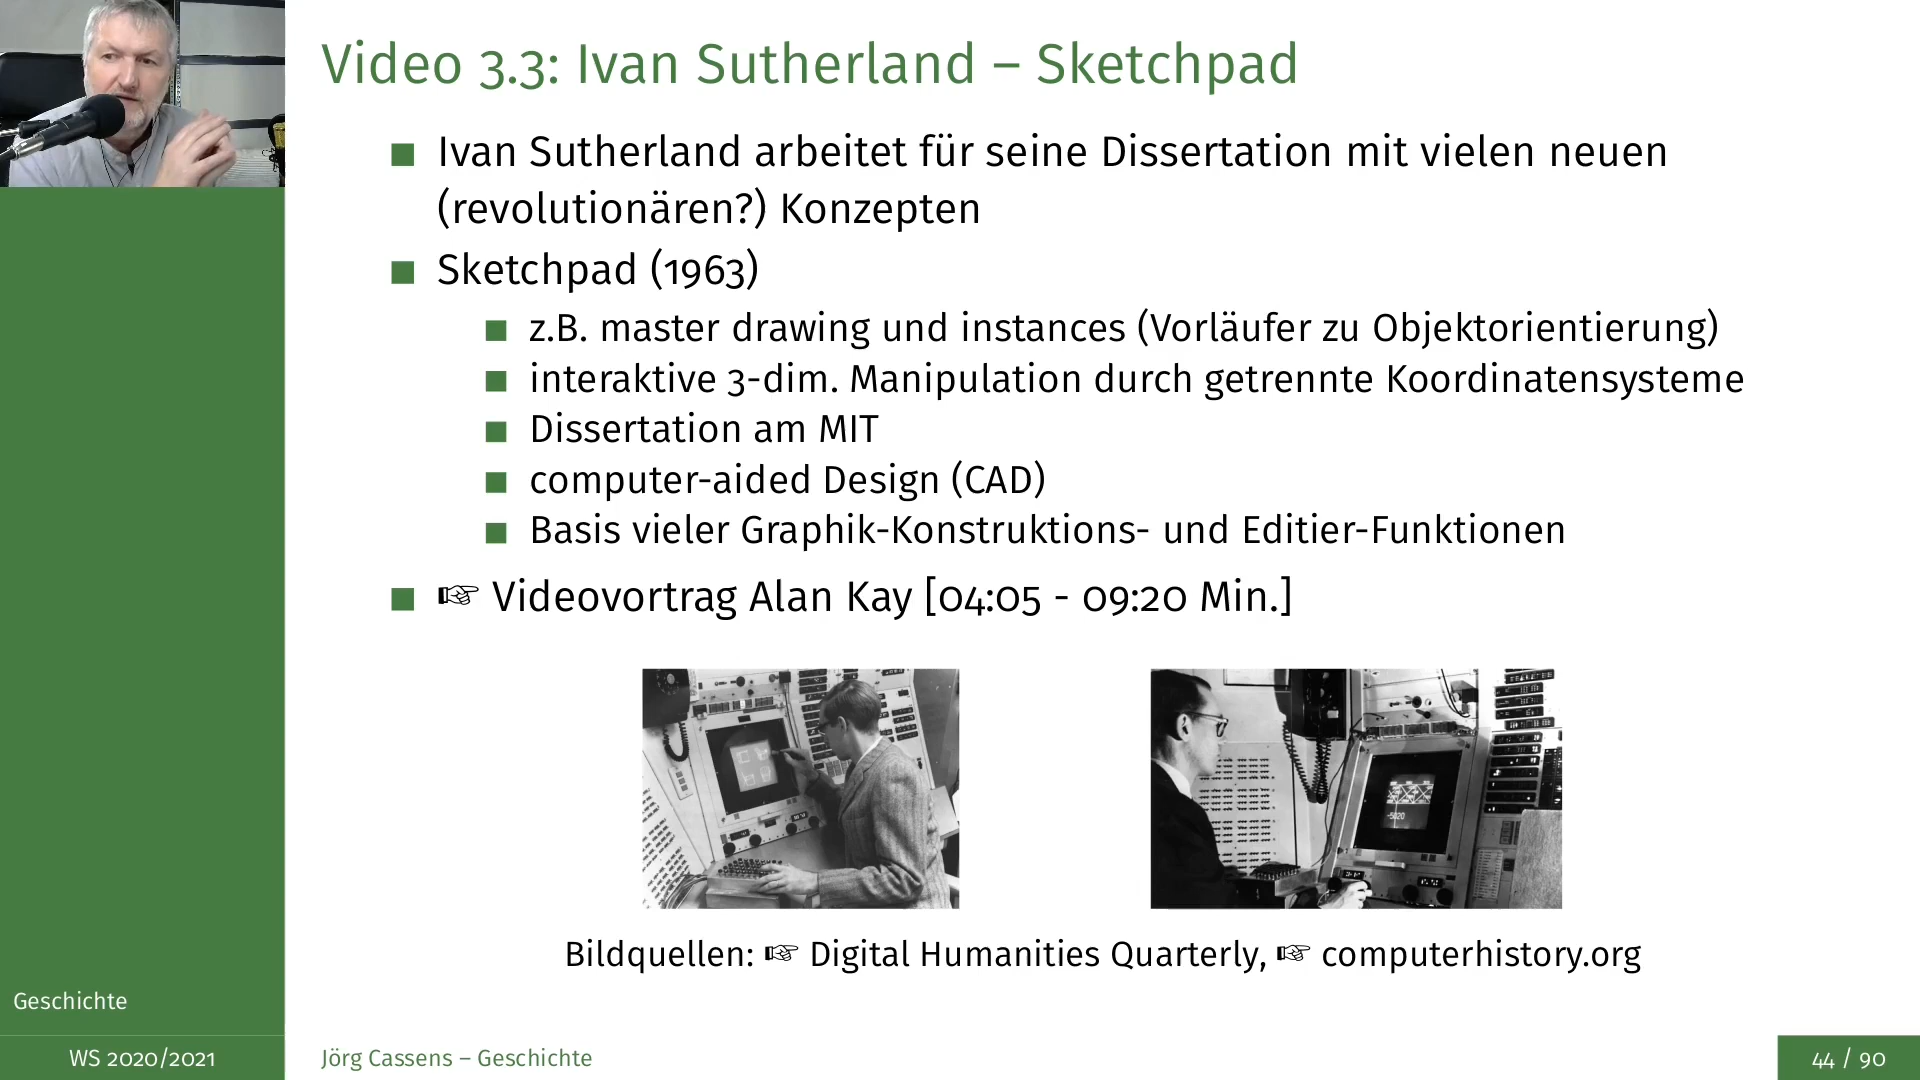 Video 3.3: Ivan Sutherland – Sketchpad
Ivan Sutherland arbeitet für seine Dissertation mit vielen neuen
(revolutionären?) Konzepten
Sketchpad (1963)
z.B. master drawing und instances (Vorläufer zu Objektorientierung)
interaktive 3-dim. Manipulation durch getrennte Koordinatensysteme
Dissertation am MIT
computer-aided Design (CAD)
Basis vieler Graphik-Konstruktions- und Editier-Funktionen
☞ Videovortrag Alan Kay [04:05 - 09:20 Min.]
-5020
Bildquellen: ☞ Digital Humanities Quarterly, ☞ computerhistory.org
Geschichte
WS 2020/2021
Jörg Cassens – Geschichte
44 / 90